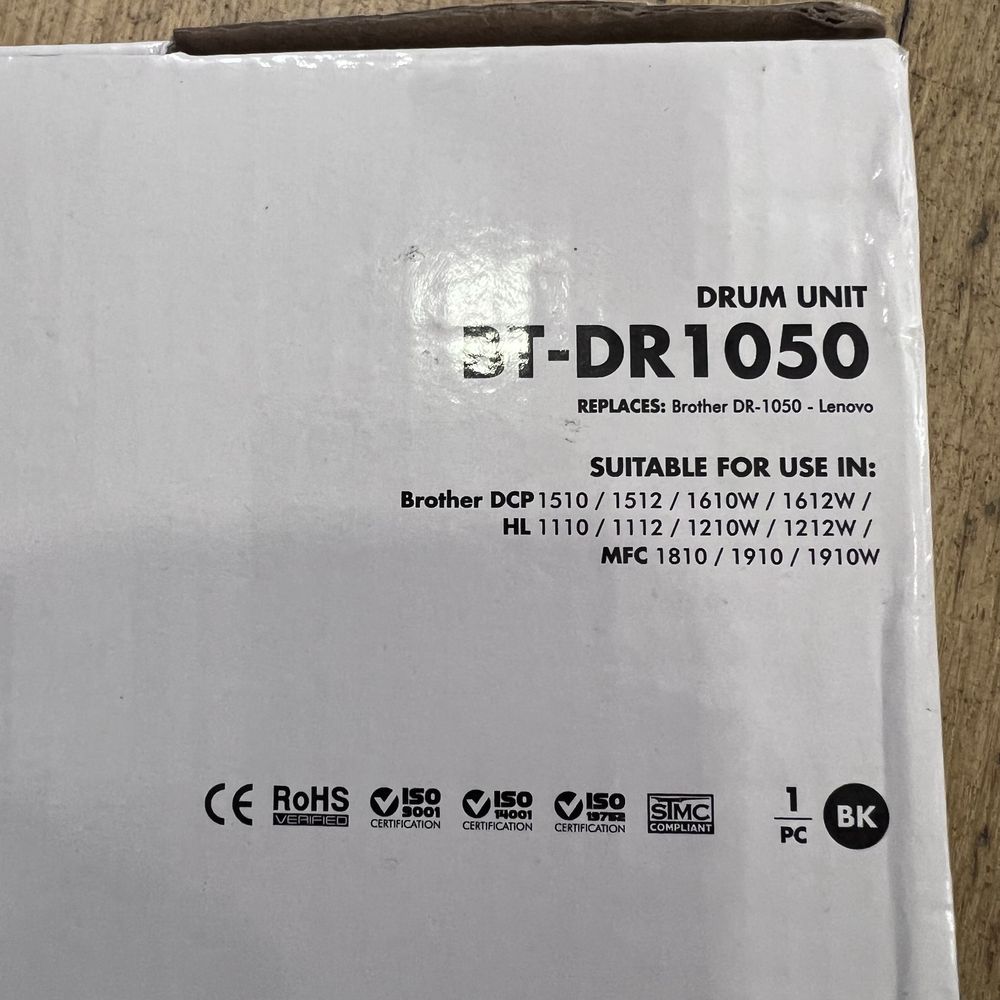 DRUM UNIT
BT-DR1050
REPLACES: Brother DR-1050 - Lenovo
SUITABLE FOR USE IN:
Brother DCP 1510 / 1512 / 1610W / 1612W /
HL 1110 / 1112 / 1210W / 1212W /
MFC 1810 / 1910 / 1910W
CE RoHS VERIFIED ISO 9001 CERTIFICATION ISO 14001 CERTIFICATION ISO 19752 CERTIFICATION STMC COMPLIANT 1 PC BK